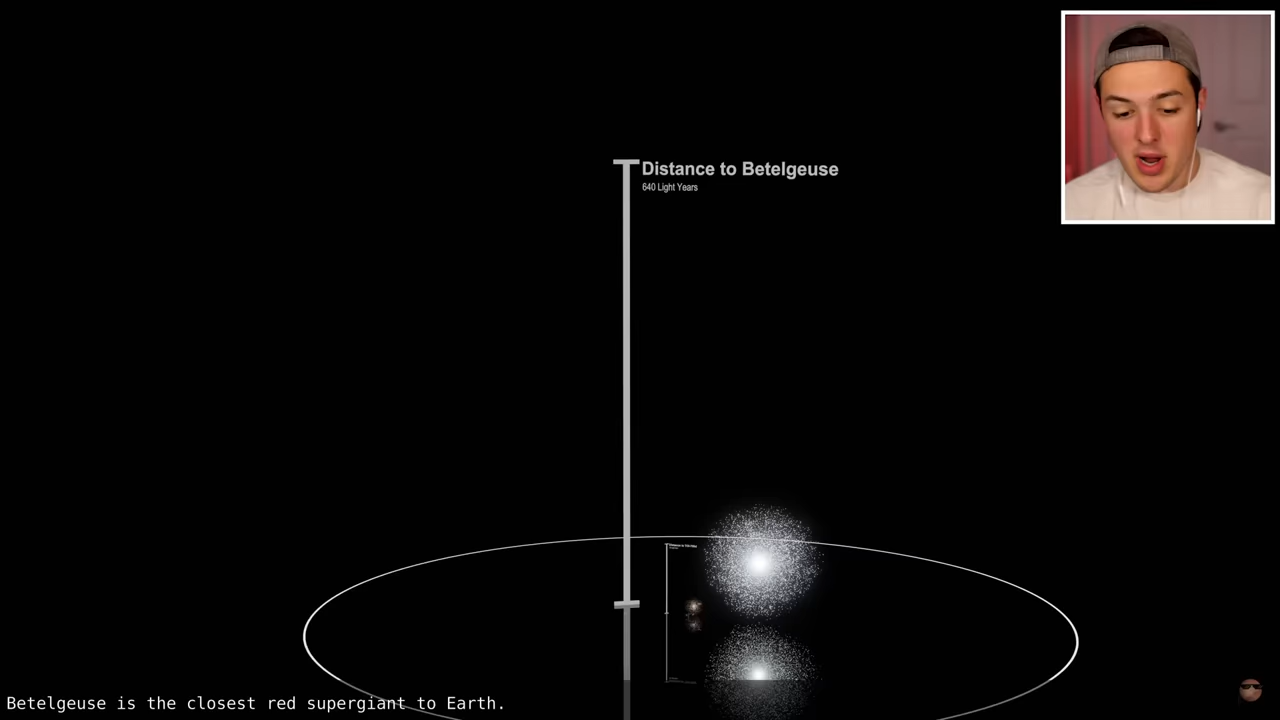 Distance to Betelgeuse
640 Light Years
Betelgeuse is the closest red supergiant to Earth.